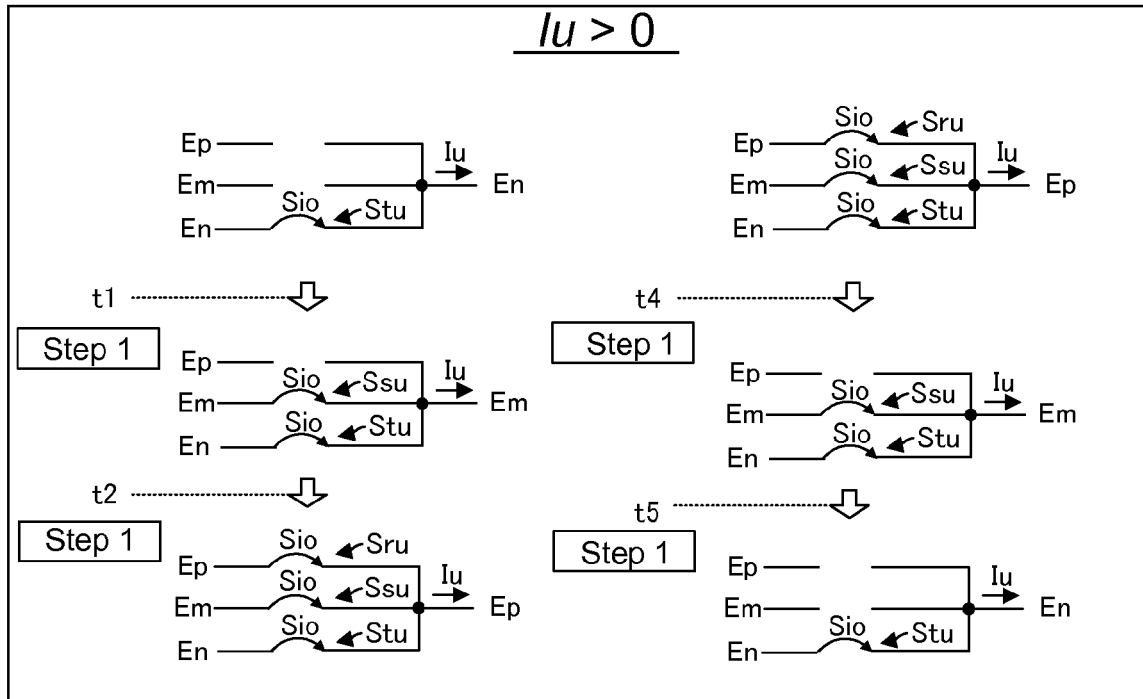 Iu > 0
Ep
Em
En
Sio
Stu
Iu
En
t1
Step 1
Ep
Em
En
Sio
Ssu
Sio
Stu
Iu
Em
t2
Step 1
Ep
Em
En
Sio
Sru
Sio
Ssu
Sio
Stu
Iu
Ep
Ep
Em
En
Sio
Sru
Sio
Ssu
Sio
Stu
Iu
Ep
t4
Step 1
Ep
Em
En
Sio
Ssu
Sio
Stu
Iu
Em
t5
Step 1
Ep
Em
En
Sio
Stu
Iu
En